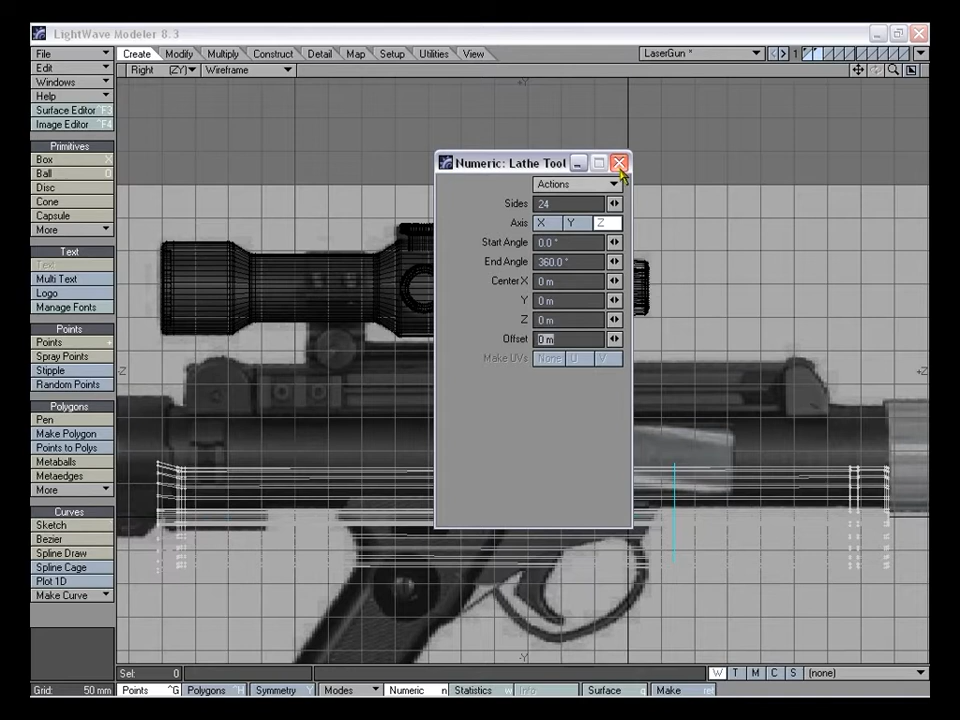 LightWave Modeler 8.3
File
Create Modify Multiply Construct Detail Map Setup Utilities View LaserGun * 1
Edit
Right (ZY) Wireframe
Windows
Help
Surface Editor ^F3
Image Editor ^F4
Primitives
Box X
Ball O
Disc
Cone
Capsule
More
Text
Text
Multi Text
Logo
Manage Fonts
Points
Points +
Spray Points
Stipple
Random Points
Polygons
Pen
Make Polygon
Points to Polys
Metaballs
Metaedges
More
Curves
Sketch
Bezier
Spline Draw
Spline Cage
Plot 1D
Make Curve
+Y
-Z
+Z
-Y
Numeric: Lathe Tool
Actions
Sides 24
Axis X Y Z
Start Angle 0.0 °
End Angle 360.0 °
Center X 0 m
Y 0 m
Z 0 m
Offset 0 m
Make UVs None U V
Sel: 0 W T M C S (none)
Grid: 50 mm Points ^G Polygons ^H Symmetry Y Modes Numeric n Statistics w Info Surface q Make ret